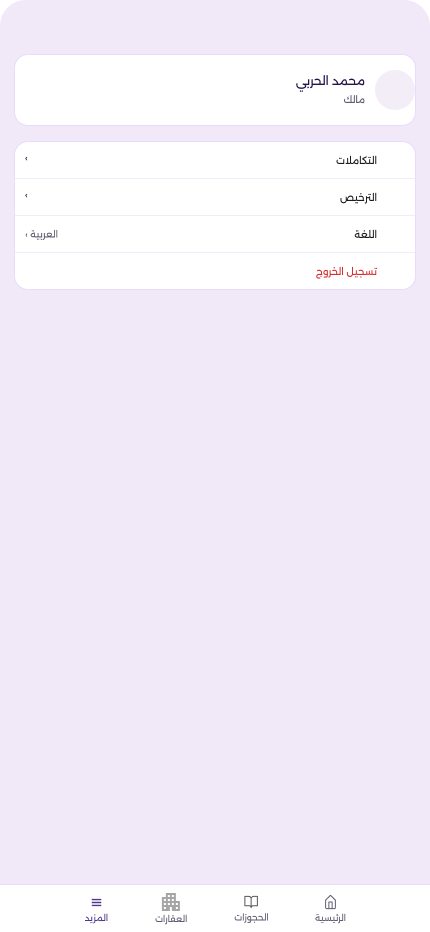 محمد الحربي
مالك
التكاملات ‹
الترخيص ‹
اللغة العربية ‹
تسجيل الخروج
الرئيسية الحجوزات العقارات المزيد